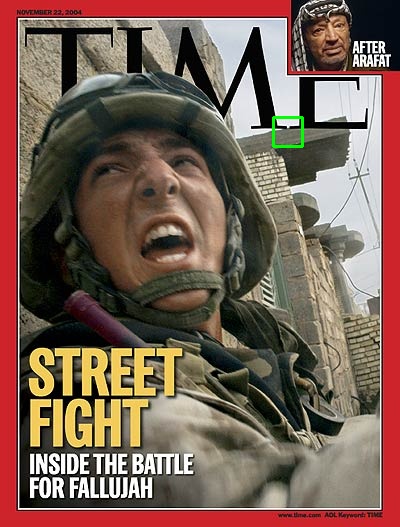 NOVEMBER 22, 2004
TIME
AFTER
ARAFAT
STREET
FIGHT
INSIDE THE BATTLE
FOR FALLUJAH
www.time.com AOL Keyword: TIME